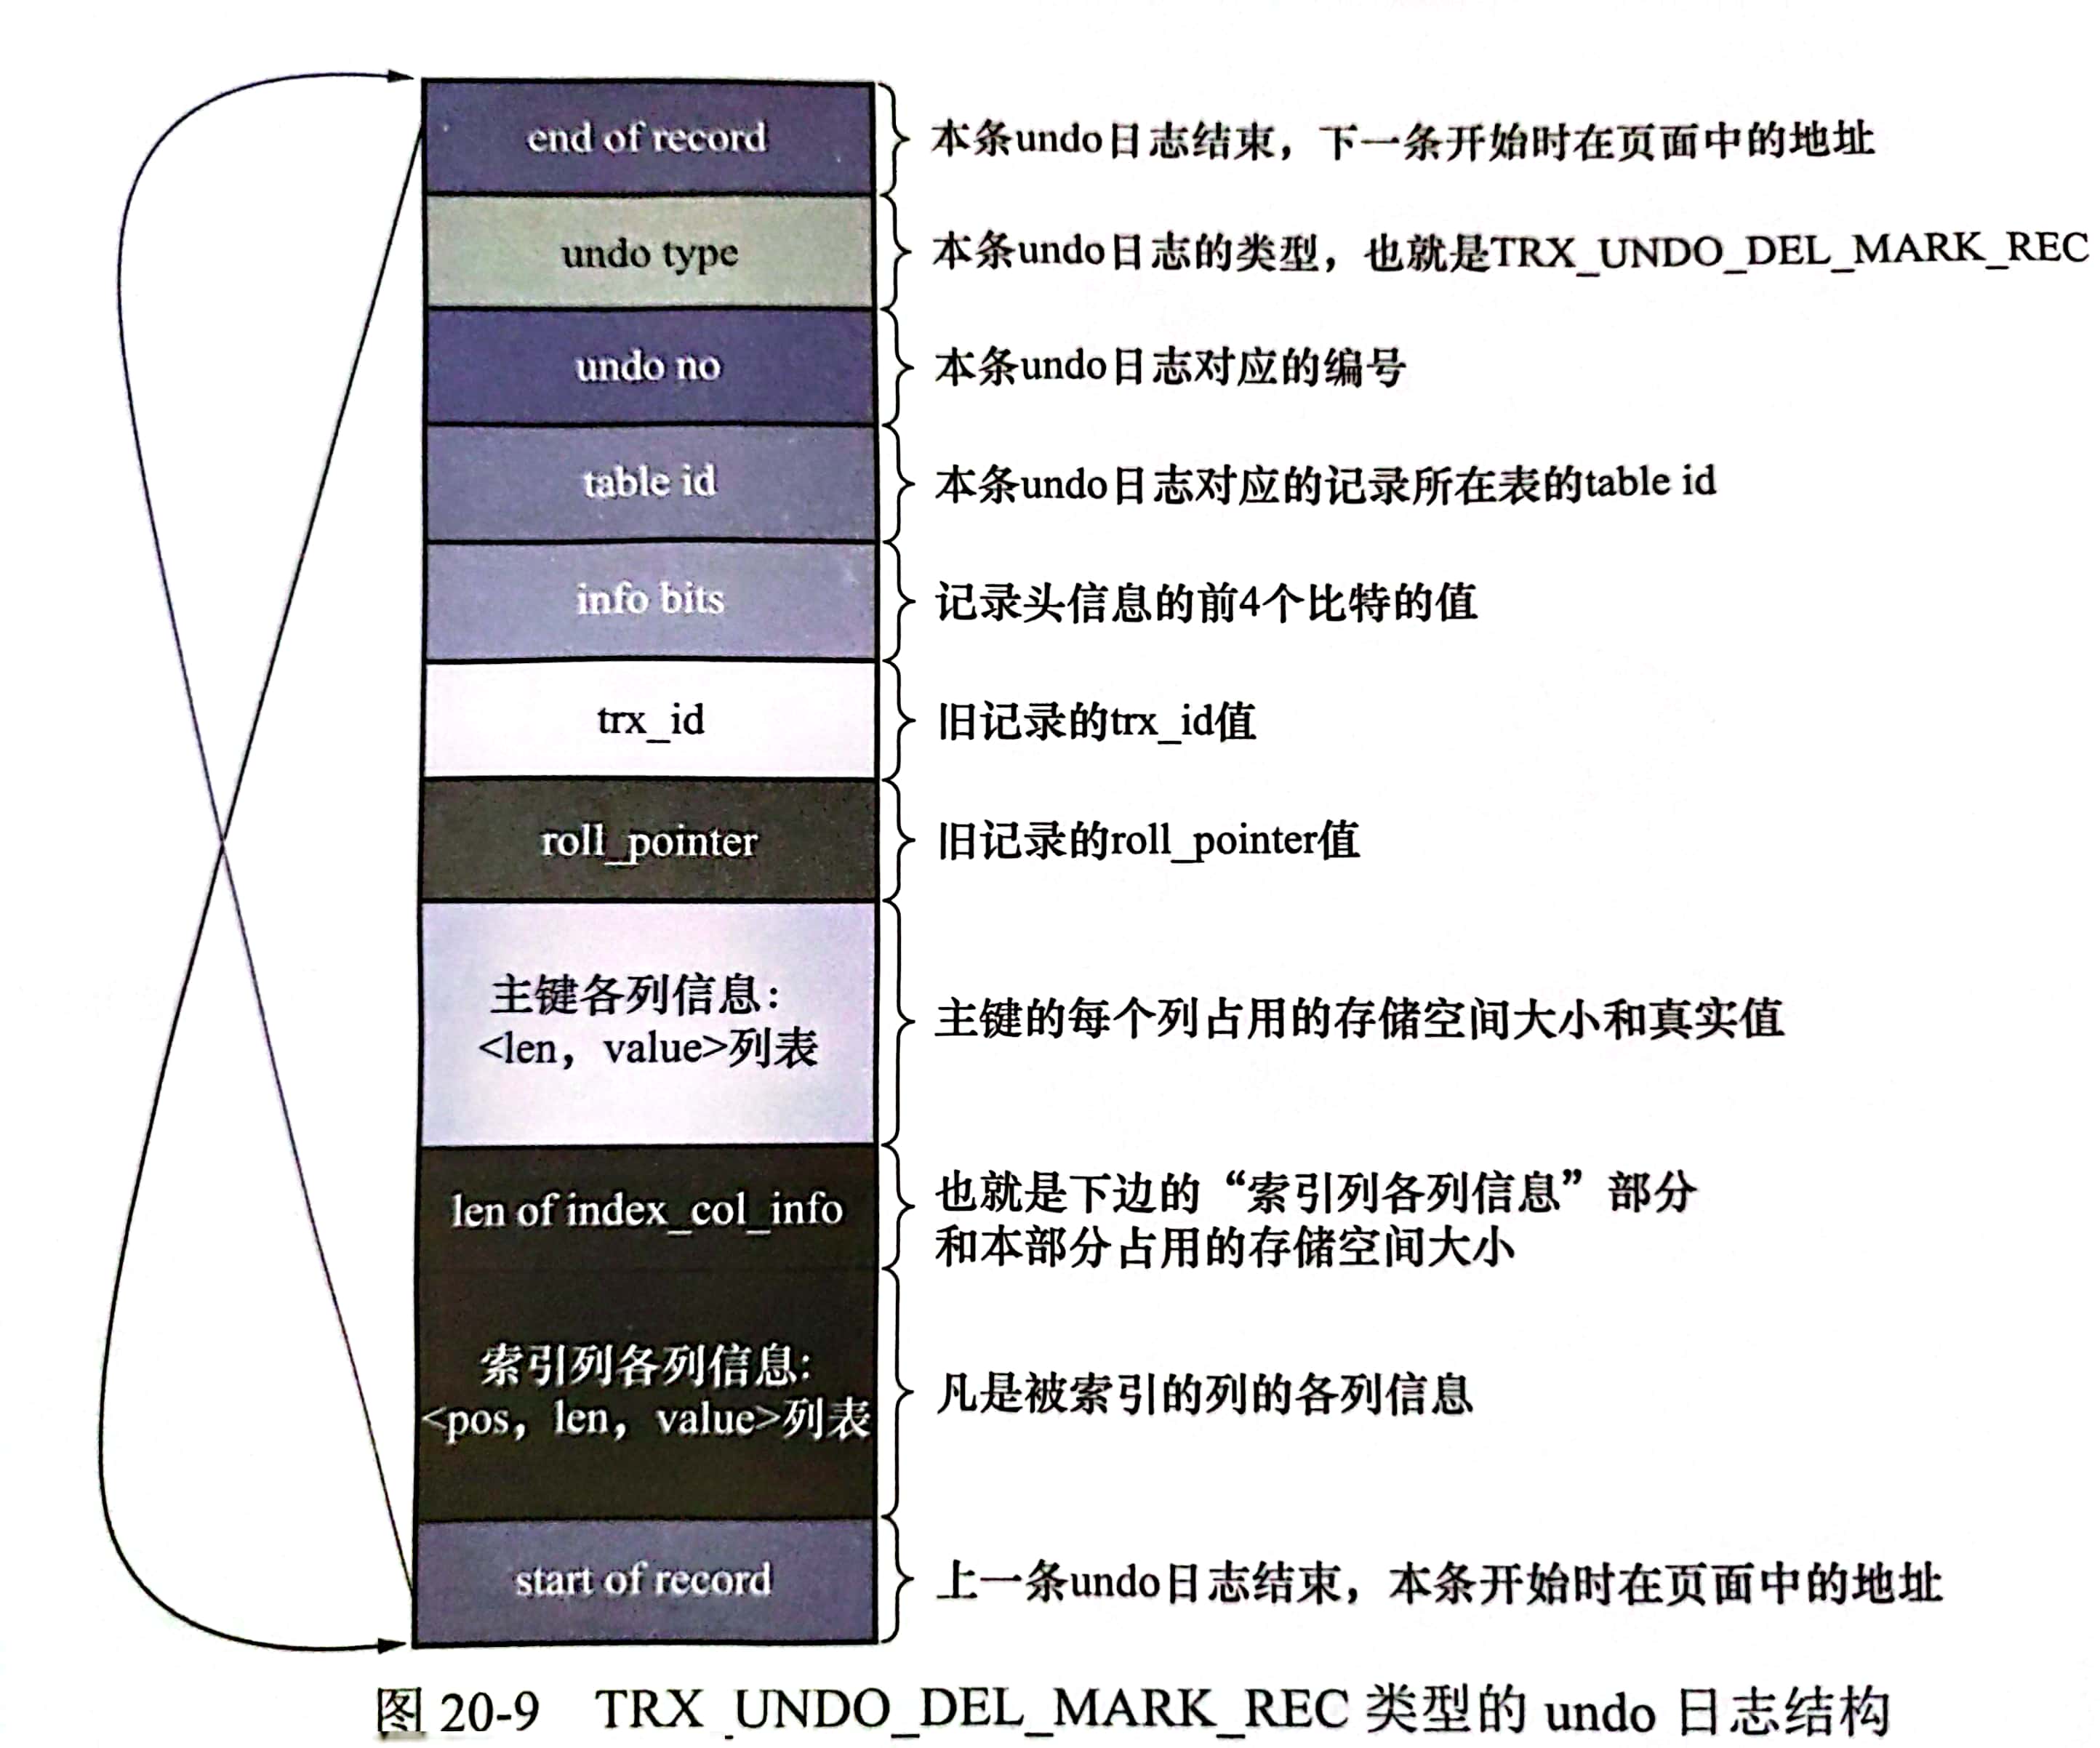 end of record
本条undo日志结束，下一条开始时在页面中的地址
undo type
本条undo日志的类型，也就是TRX_UNDO_DEL_MARK_REC
undo no
本条undo日志对应的编号
table id
本条undo日志对应的记录所在表的table id
info bits
记录头信息的前4个比特的值
trx_id
旧记录的trx_id值
roll_pointer
旧记录的roll_pointer值
主键各列信息：
<len，value>列表
主键的每个列占用的存储空间大小和真实值
len of index_col_info
也就是下边的“索引列各列信息”部分
和本部分占用的存储空间大小
索引列各列信息：
<pos，len，value>列表
凡是被索引的列的各列信息
start of record
上一条undo日志结束，本条开始时在页面中的地址
图 20-9 TRX_UNDO_DEL_MARK_REC 类型的 undo 日志结构